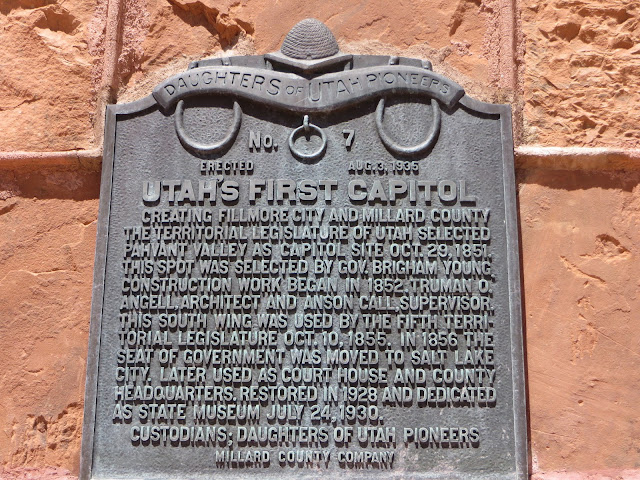 DAUGHTERS OF UTAH PIONEERS
No. 7
ERECTED AUG. 3, 1935
UTAH'S FIRST CAPITOL
CREATING FILLMORE CITY AND MILLARD COUNTY
THE TERRITORIAL LEGISLATURE OF UTAH SELECTED
PAHVANT VALLEY AS CAPITOL SITE OCT. 29, 1851.
THIS SPOT WAS SELECTED BY GOV. BRIGHAM YOUNG.
CONSTRUCTION WORK BEGAN IN 1852, TRUMAN O.
ANGELL, ARCHITECT AND ANSON CALL, SUPERVISOR.
THIS SOUTH WING WAS USED BY THE FIFTH TERRI-
TORIAL LEGISLATURE OCT. 10, 1855. IN 1856 THE
SEAT OF GOVERNMENT WAS MOVED TO SALT LAKE
CITY. LATER USED AS COURT HOUSE AND COUNTY
HEADQUARTERS. RESTORED IN 1928 AND DEDICATED
AS STATE MUSEUM JULY 24, 1930.
CUSTODIANS; DAUGHTERS OF UTAH PIONEERS
MILLARD COUNTY COMPANY